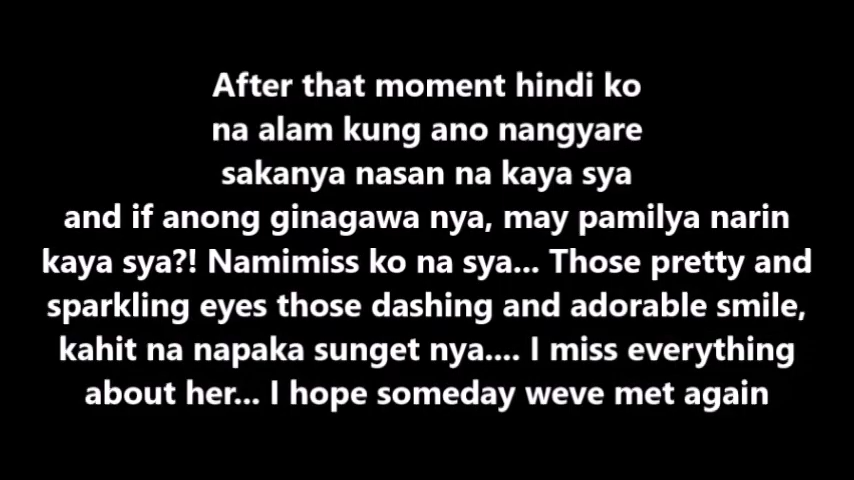 After that moment hindi ko
na alam kung ano nangyare
sakanya nasan na kaya sya
and if anong ginagawa nya, may pamilya narin
kaya sya?! Namimiss ko na sya... Those pretty and
sparkling eyes those dashing and adorable smile,
kahit na napaka sunget nya.... I miss everything
about her... I hope someday weve met again